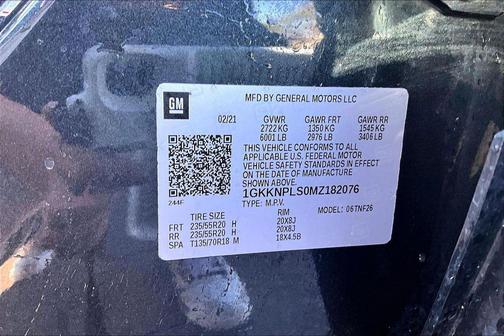 GM
MFD BY GENERAL MOTORS LLC
02/21 GVWR GAWR FRT GAWR RR
2722 KG 1350 KG 1545 KG
6001 LB 2976 LB 3406 LB
THIS VEHICLE CONFORMS TO ALL
APPLICABLE U.S. FEDERAL MOTOR
VEHICLE SAFETY STANDARDS IN EFFECT
ON THE DATE OF MANUFACTURE
SHOWN ABOVE.
1GKKNPLS0MZ182076
244F TYPE: M.P.V. MODEL: 06TNF26
TIRE SIZE RIM
FRT 235/55R20 H 20X8J
RR 235/55R20 H 20X8J
SPA T135/70R18 M 18X4.5B